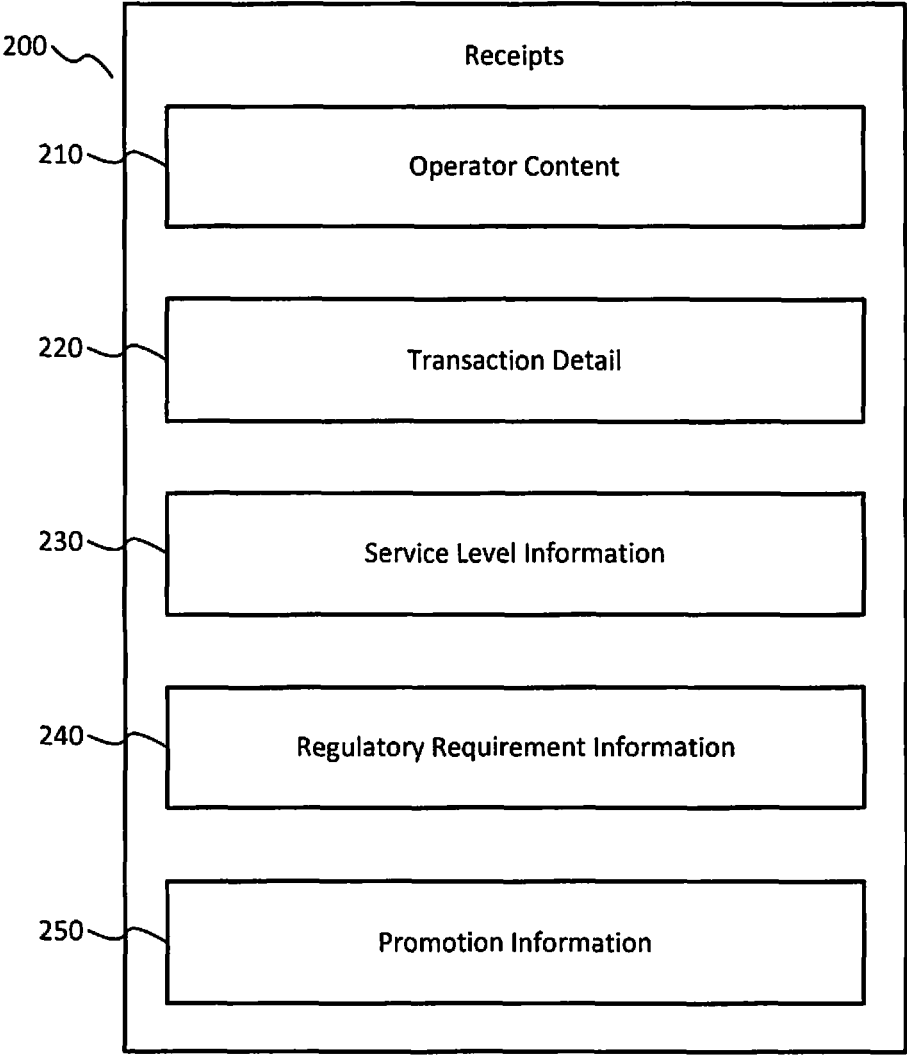 200
Receipts
210
Operator Content
220
Transaction Detail
230
Service Level Information
240
Regulatory Requirement Information
250
Promotion Information